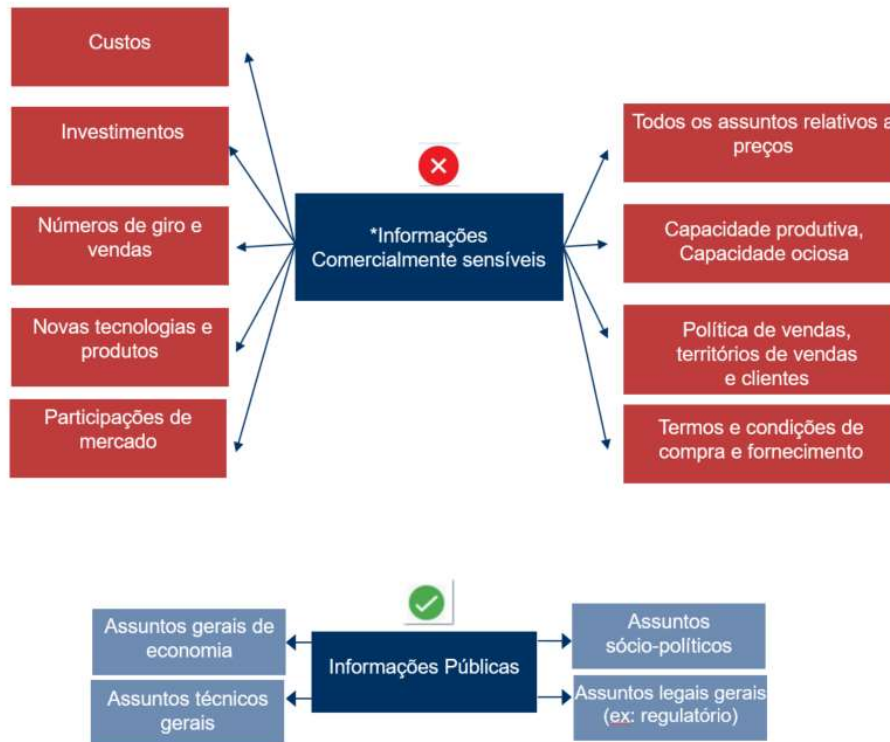 Custos
Investimentos
Números de giro e
vendas
Novas tecnologias e
produtos
Participações de
mercado
*Informações
Comercialmente sensíveis
Todos os assuntos relativos a
preços
Capacidade produtiva,
Capacidade ociosa
Política de vendas,
territórios de vendas
e clientes
Termos e condições de
compra e fornecimento
Assuntos gerais de
economia
Assuntos técnicos
gerais
Informações Públicas
Assuntos
sócio-políticos
Assuntos legais gerais
(ex: regulatório)